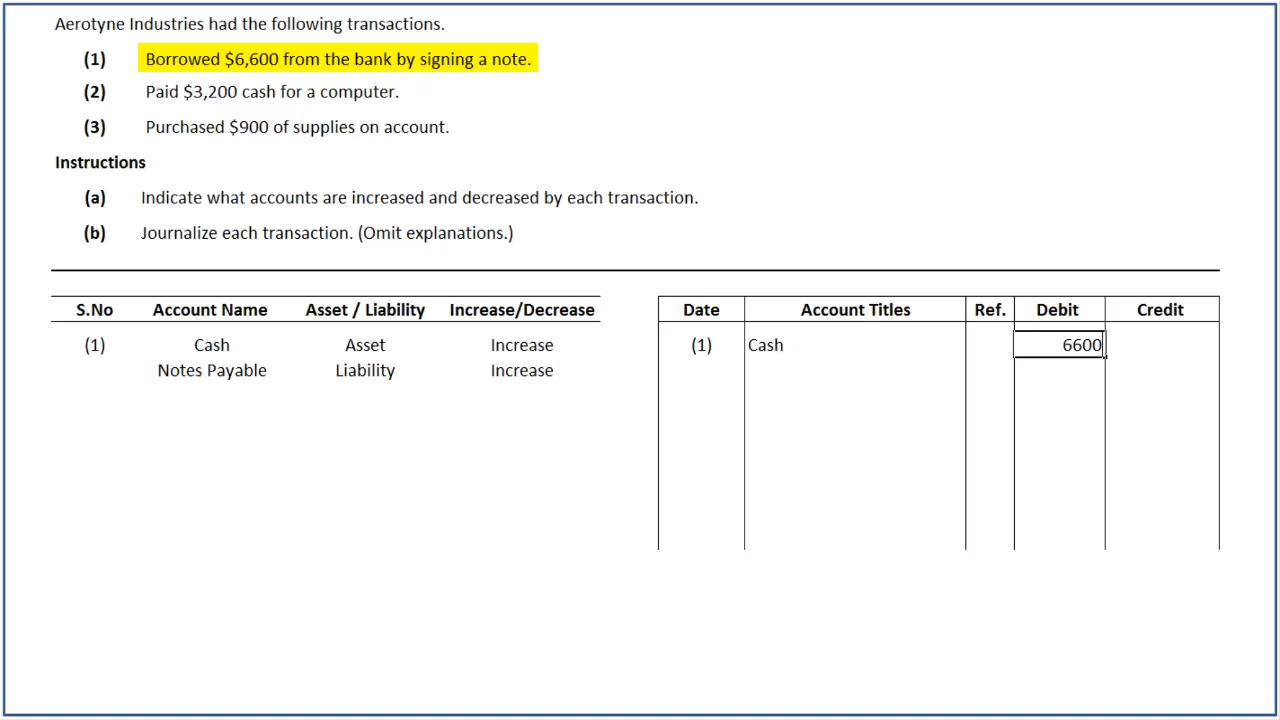 Aerotyne Industries had the following transactions.
(1) Borrowed $6,600 from the bank by signing a note.
(2) Paid $3,200 cash for a computer.
(3) Purchased $900 of supplies on account.
Instructions
(a) Indicate what accounts are increased and decreased by each transaction.
(b) Journalize each transaction. (Omit explanations.)
S.No Account Name Asset / Liability Increase/Decrease
(1) Cash Asset Increase
Notes Payable Liability Increase
Date Account Titles Ref. Debit Credit
(1) Cash 6600